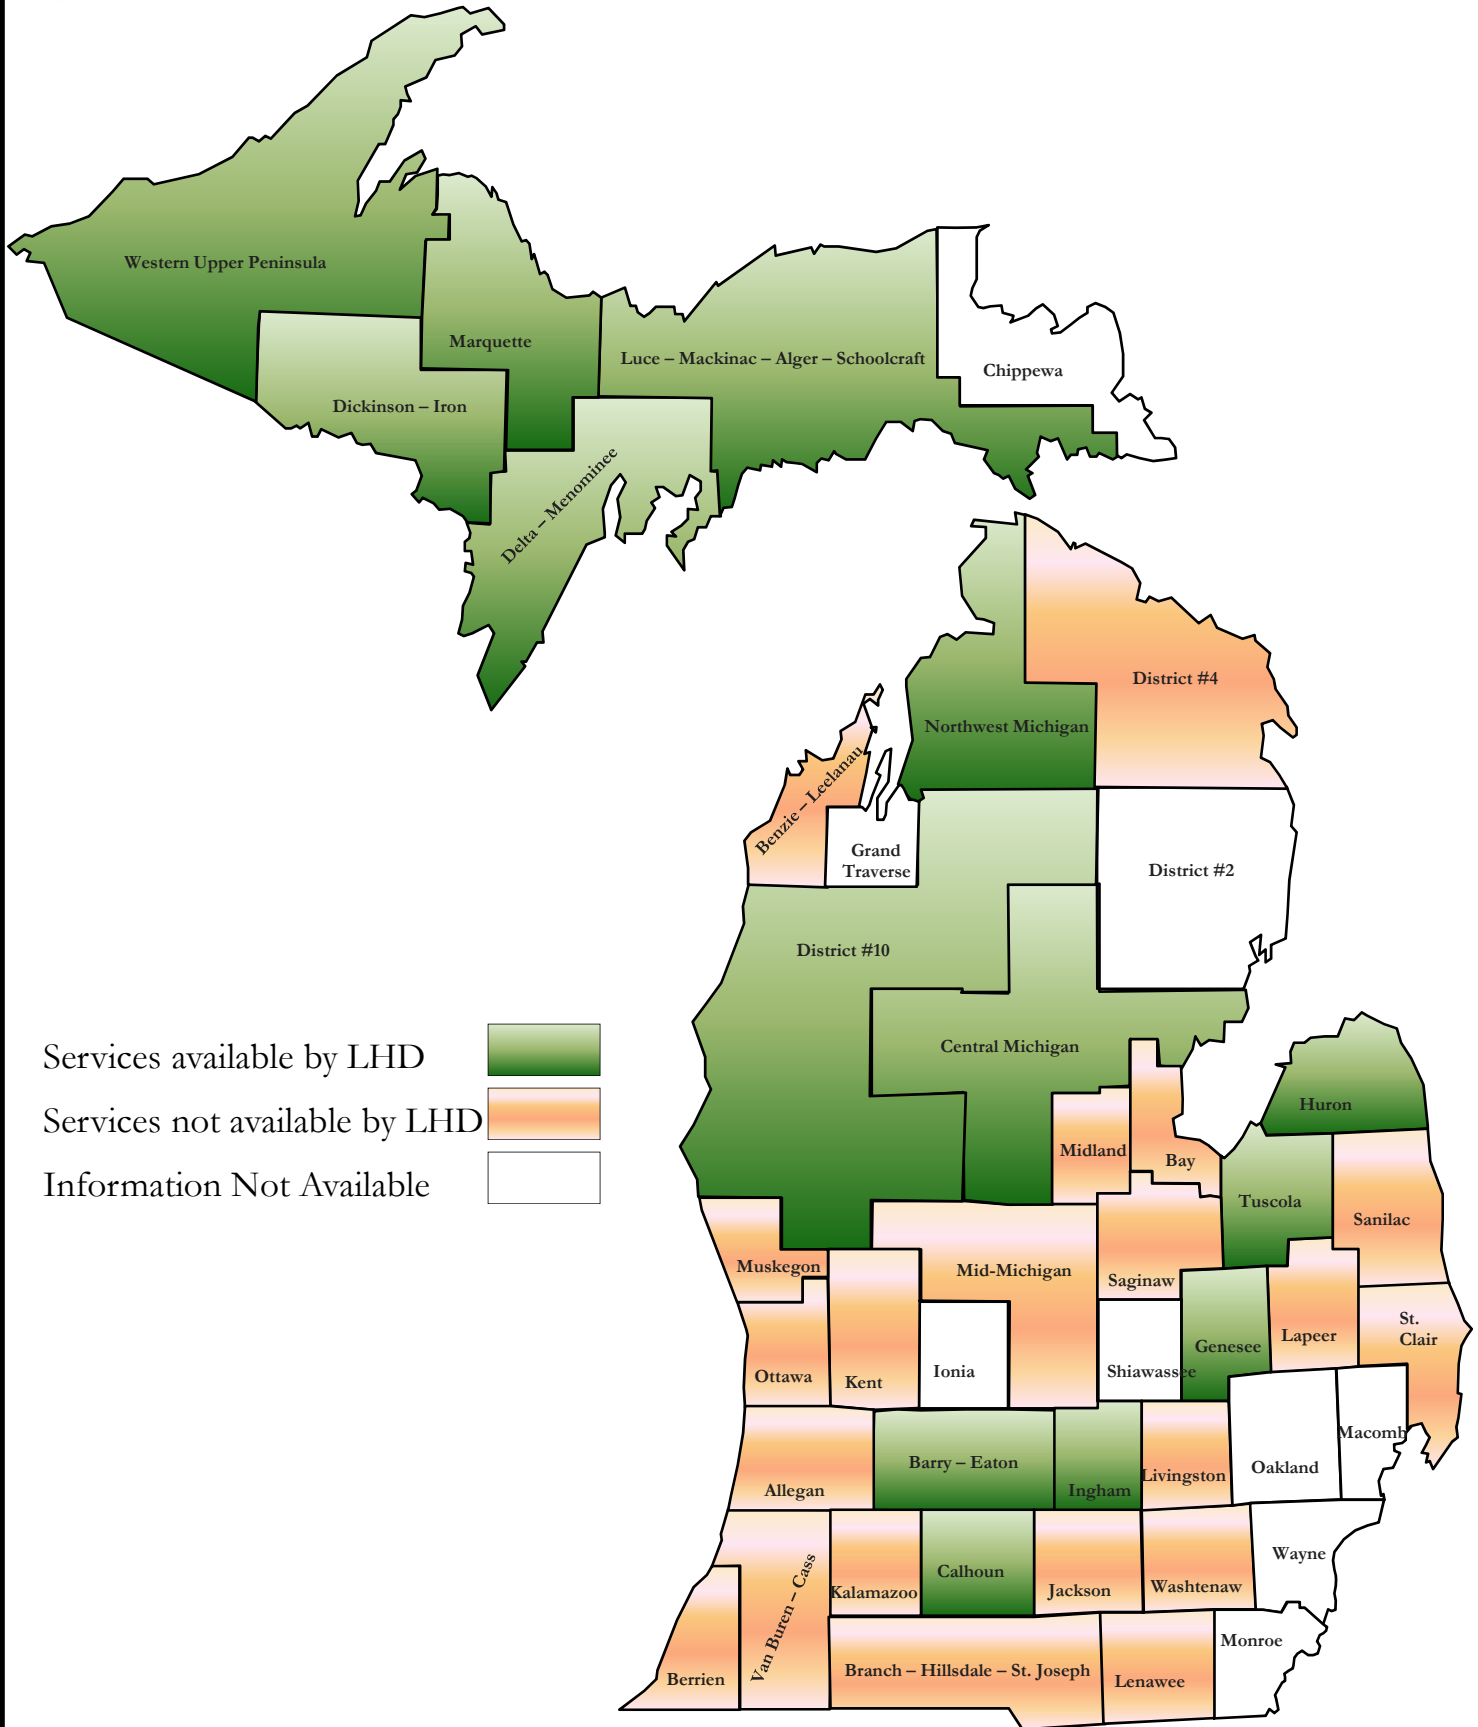 Western Upper Peninsula
Marquette
Luce – Mackinac – Alger – Schoolcraft
Chippewa
Dickinson – Iron
Delta – Menominee
District #4
Northwest Michigan
Benzie – Leelanau
Grand
Traverse
District #2
District #10
Central Michigan
Services available by LHD
Services not available by LHD
Information Not Available
Huron
Midland
Bay
Tuscola
Sanilac
Muskegon
Mid-Michigan
Saginaw
St.
Clair
Lapeer
Genesee
Ottawa
Kent
Ionia
Shiawassee
Macomb
Oakland
Barry – Eaton
Ingham
Livingston
Allegan
Wayne
Calhoun
Van Buren – Cass
Kalamazoo
Jackson
Washtenaw
Monroe
Berrien
Branch – Hillsdale – St. Joseph
Lenawee